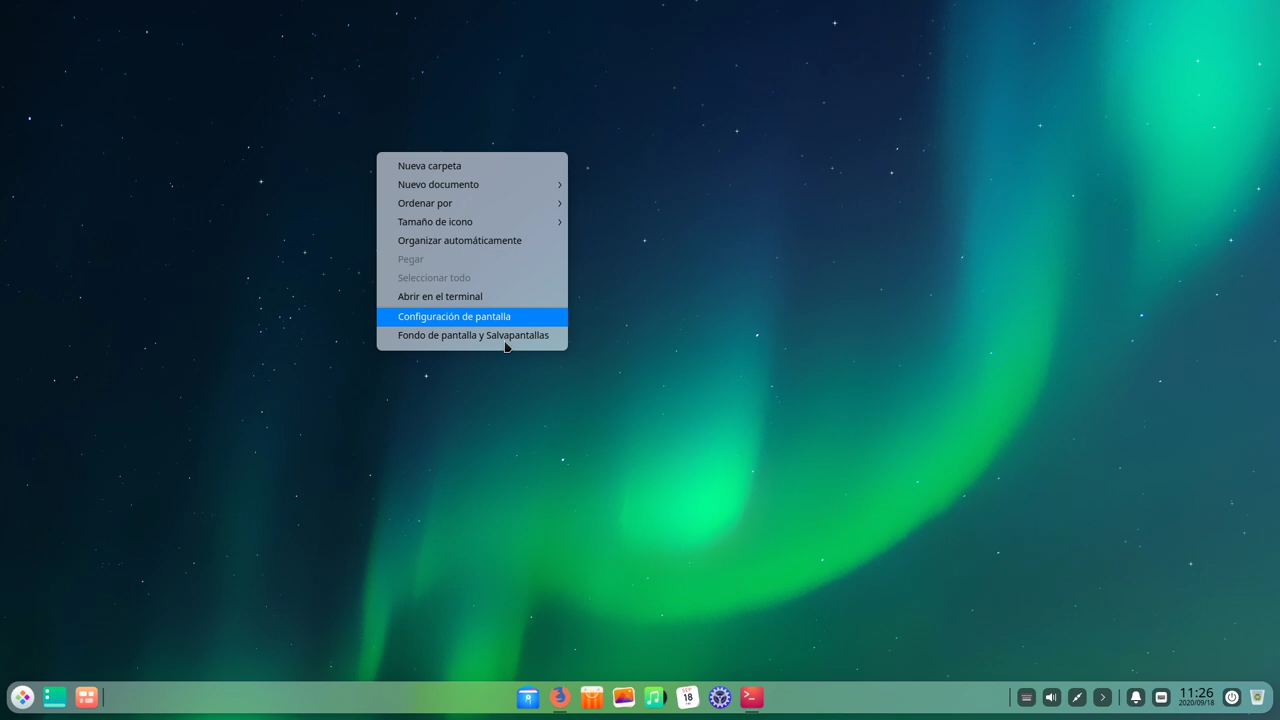 Nueva carpeta
Nuevo documento
Ordenar por
Tamaño de icono
Organizar automáticamente
Pegar
Seleccionar todo
Abrir en el terminal
Configuración de pantalla
Fondo de pantalla y Salvapantallas
SEP
18
11:26
2020/09/18